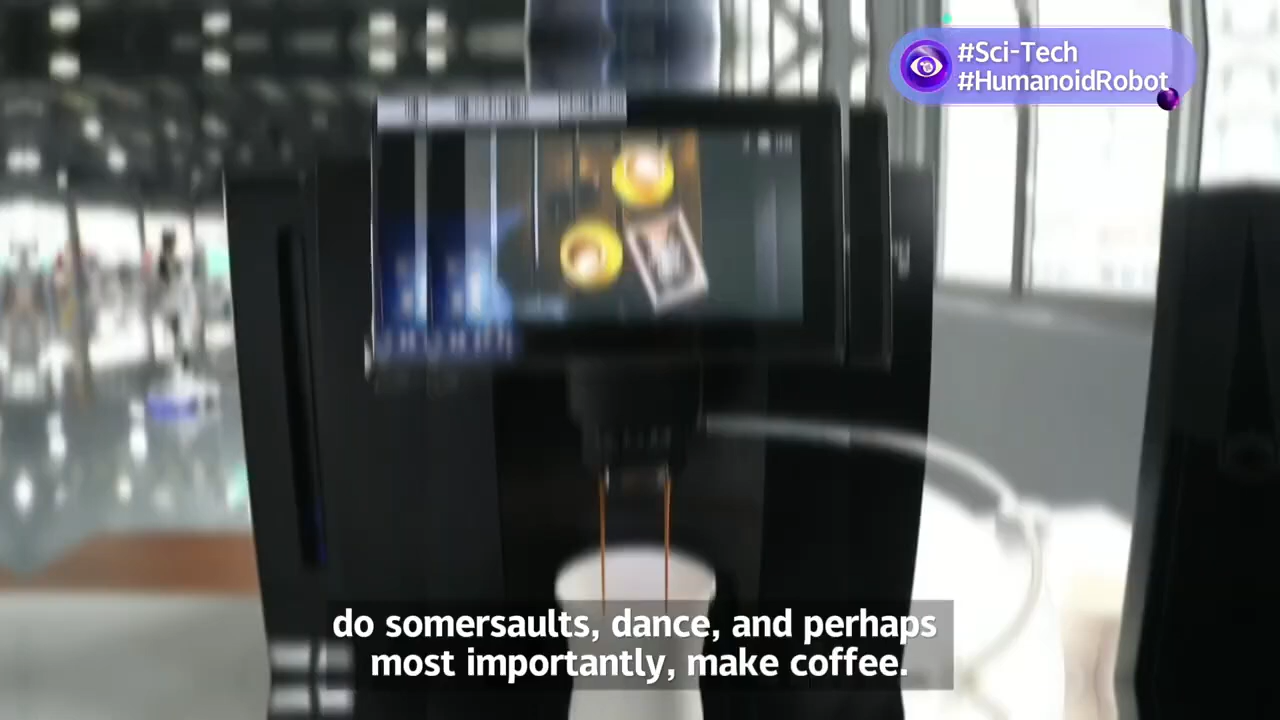 #Sci-Tech
#HumanoidRobot
do somersaults, dance, and perhaps
most importantly, make coffee.